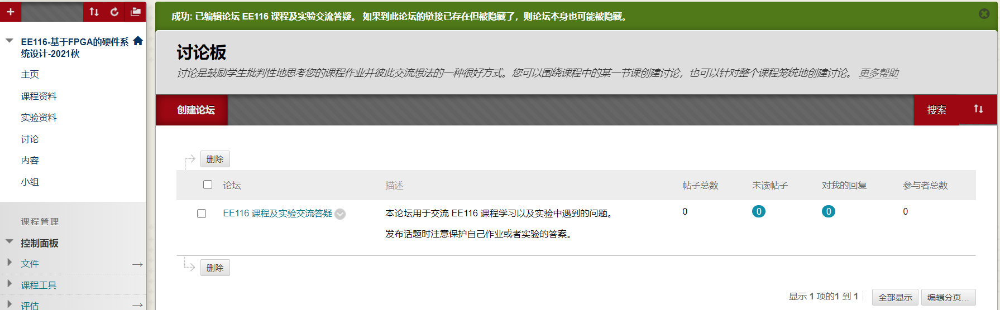 成功: 已编辑论坛 EE116 课程及实验交流答疑。 如果到此论坛的链接已存在但被隐藏了，则论坛本身也可能被隐藏。
EE116-基于FPGA的硬件系
统设计-2021秋
主页
课程资料
实验资料
讨论
内容
小组
课程管理
控制面板
文件
课程工具
评估
讨论板
讨论是鼓励学生批判性地思考您的课程作业并彼此交流想法的一种很好方式。您可以围绕课程中的某一节课创建讨论，也可以针对整个课程笼统地创建讨论。 更多帮助
创建论坛
搜索
删除
论坛 描述 帖子总数 未读帖子 对我的回复 参与者总数
EE116 课程及实验交流答疑 本论坛用于交流 EE116 课程学习以及实验中遇到的问题。 0 0 0 0
发布话题时注意保护自己作业或者实验的答案。
删除
显示 1 项的1 到 1 全部显示 编辑分页...